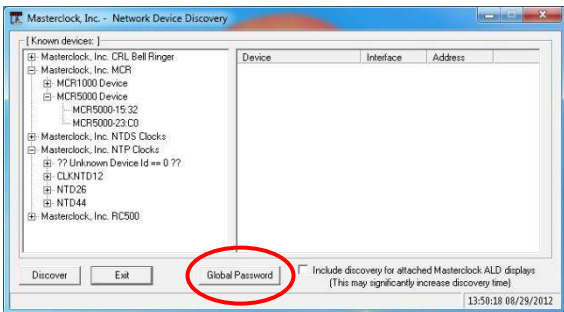 Masterclock, Inc. - Network Device Discovery
[ Known devices: ]
Masterclock, Inc. CRL Bell Ringer
Masterclock, Inc. MCR
MCR1000 Device
MCR5000 Device
MCR5000-15:32
MCR5000-23:C0
Masterclock, Inc. NTDS Clocks
Masterclock, Inc. NTP Clocks
?? Unknown Device Id == 0 ??
CLKNTD12
NTD26
NTD44
Masterclock, Inc. RC500
Device Interface Address
Discover Exit Global Password Include discovery for attached Masterclock ALD displays
(This may significantly increase discovery time)
13:50:18 08/29/2012